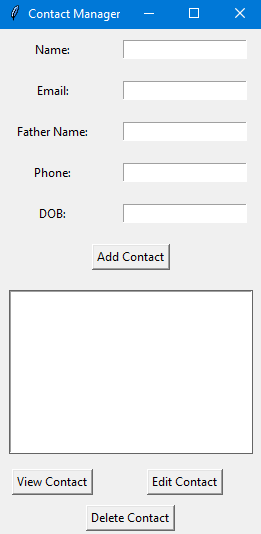 Contact Manager
Name:
Email:
Father Name:
Phone:
DOB:
Add Contact
View Contact Edit Contact
Delete Contact